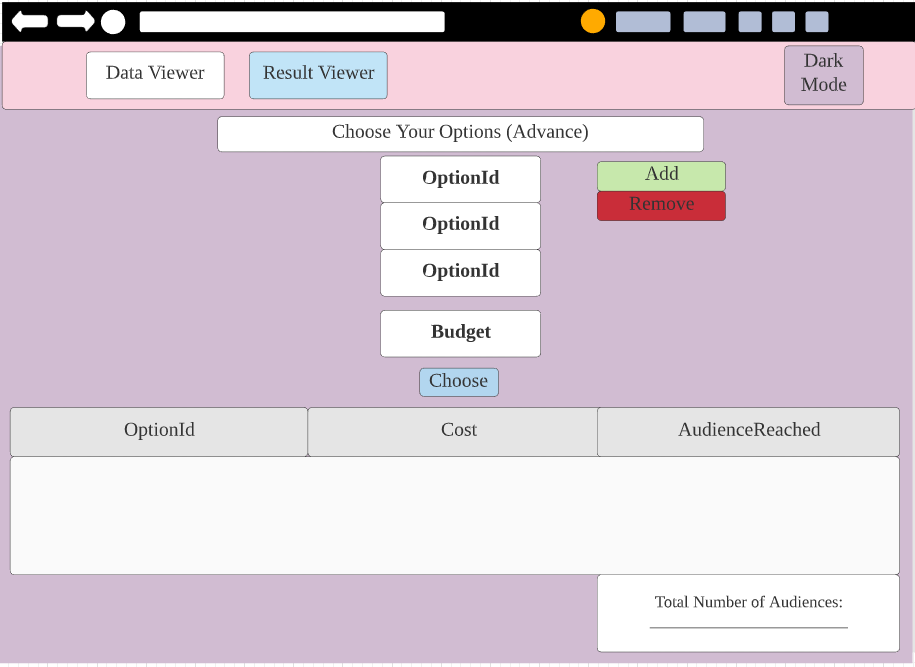 Data Viewer
Result Viewer
Dark
Mode
Choose Your Options (Advance)
OptionId
Add
Remove
OptionId
OptionId
Budget
Choose
OptionId
Cost
AudienceReached
Total Number of Audiences: